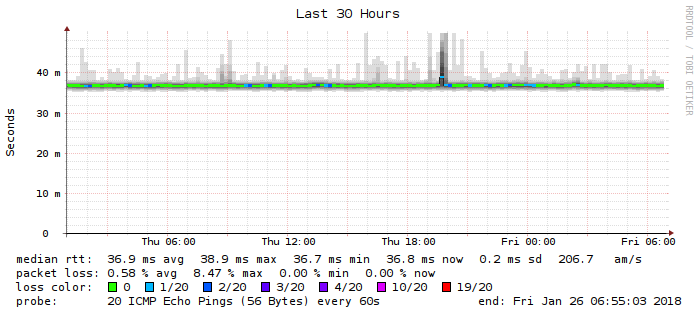 Last 30 Hours
RRDTOOL / TOBI OETIKER
Seconds
40 m
30 m
20 m
10 m
0
Thu 06:00 Thu 12:00 Thu 18:00 Fri 00:00 Fri 06:00
median rtt: 36.9 ms avg 38.9 ms max 36.7 ms min 36.8 ms now 0.2 ms sd 206.7 am/s
packet loss: 0.58 % avg 8.47 % max 0.00 % min 0.00 % now
loss color: 0 1/20 2/20 3/20 4/20 10/20 19/20
probe: 20 ICMP Echo Pings (56 Bytes) every 60s end: Fri Jan 26 06:55:03 2018